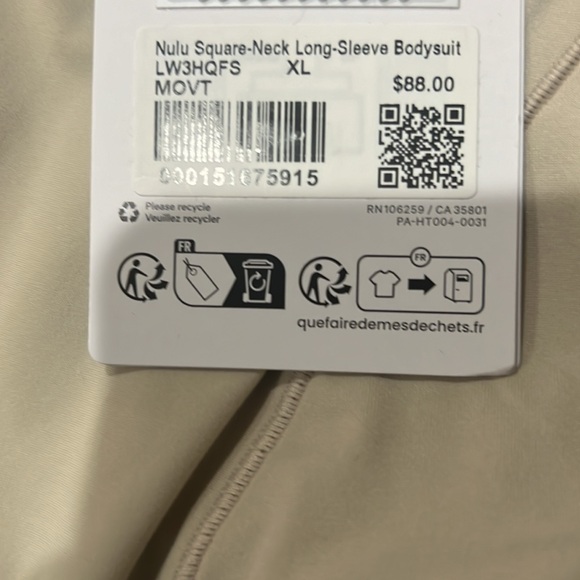 Nulu Square-Neck Long-Sleeve Bodysuit
LW3HQFS XL
MOVT $88.00
Please recycle
Veuillez recycler
RN106259 / CA 35801
PA-HT004-0031
FR
FR
quefairedemesdechets.fr